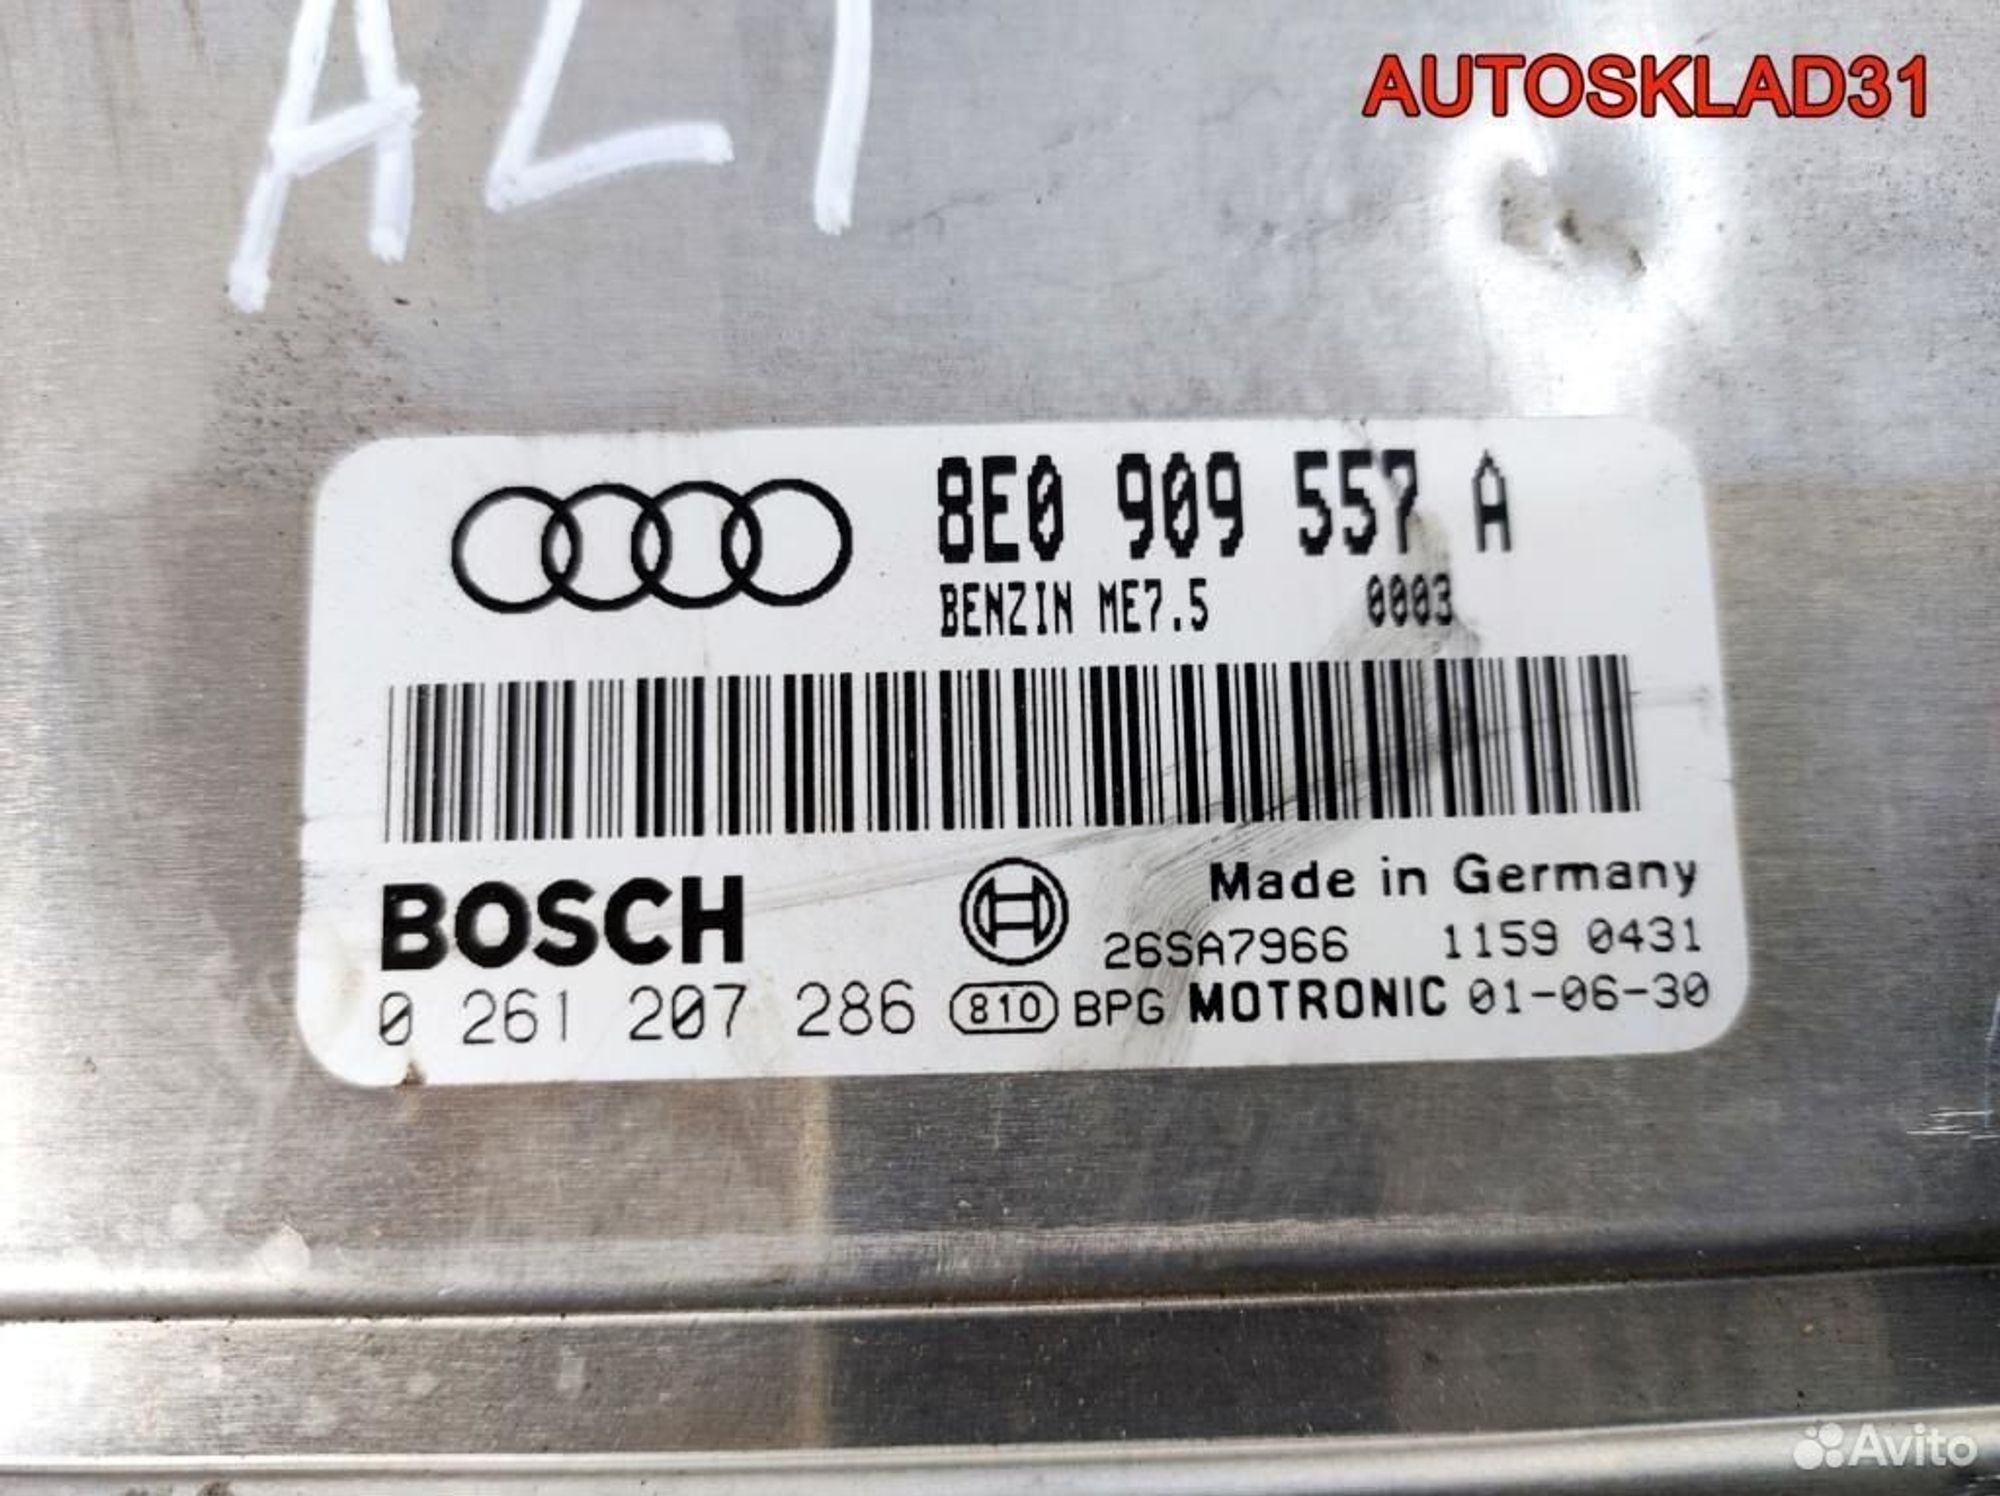 ALT
AUTOSKLAD31
8E0 909 557 A
BENZIN ME7.5 0003
BOSCH
Made in Germany
26SA7966 1159 0431
0 261 207 286 810 BPG MOTRONIC 01-06-30
Avito